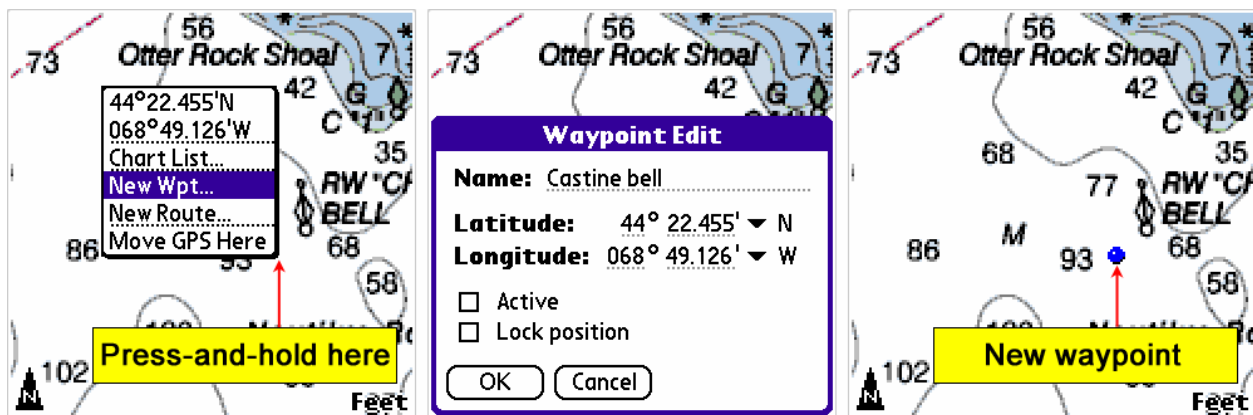 56
Otter Rock Shoal
73
7
42
G
44°22.455'N
068°49.126'W
C "1"
Chart List...
35
New Wpt...
RW "C
New Route...
BELL
Move GPS Here
86
68
93
58
Press-and-hold here
102
N
Feet
56
Otter Rock Shoal
73
7
42
G
Waypoint Edit
Name: Castine bell
Latitude: 44° 22.455' N
Longitude: 068° 49.126' W
Active
Lock position
OK
Cancel
56
Otter Rock Shoal
73
7
42
G
C "1"
68
35
77
RW "C
BELL
M
86
93
68
58
New waypoint
102
N
Feet